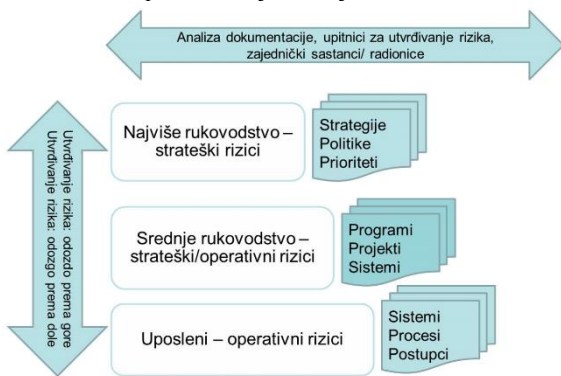 Analiza dokumentacije, upitnici za utvrđivanje rizika,
zajednički sastanci/ radionice
Utvrđivanje rizika: odozdo prema gore
Utvrđivanje rizika: odozgo prema dole
Najviše rukovodstvo –
strateški rizici
Strategije
Politike
Prioriteti
Srednje rukovodstvo –
strateški/operativni rizici
Programi
Projekti
Sistemi
Uposleni – operativni rizici
Sistemi
Procesi
Postupci